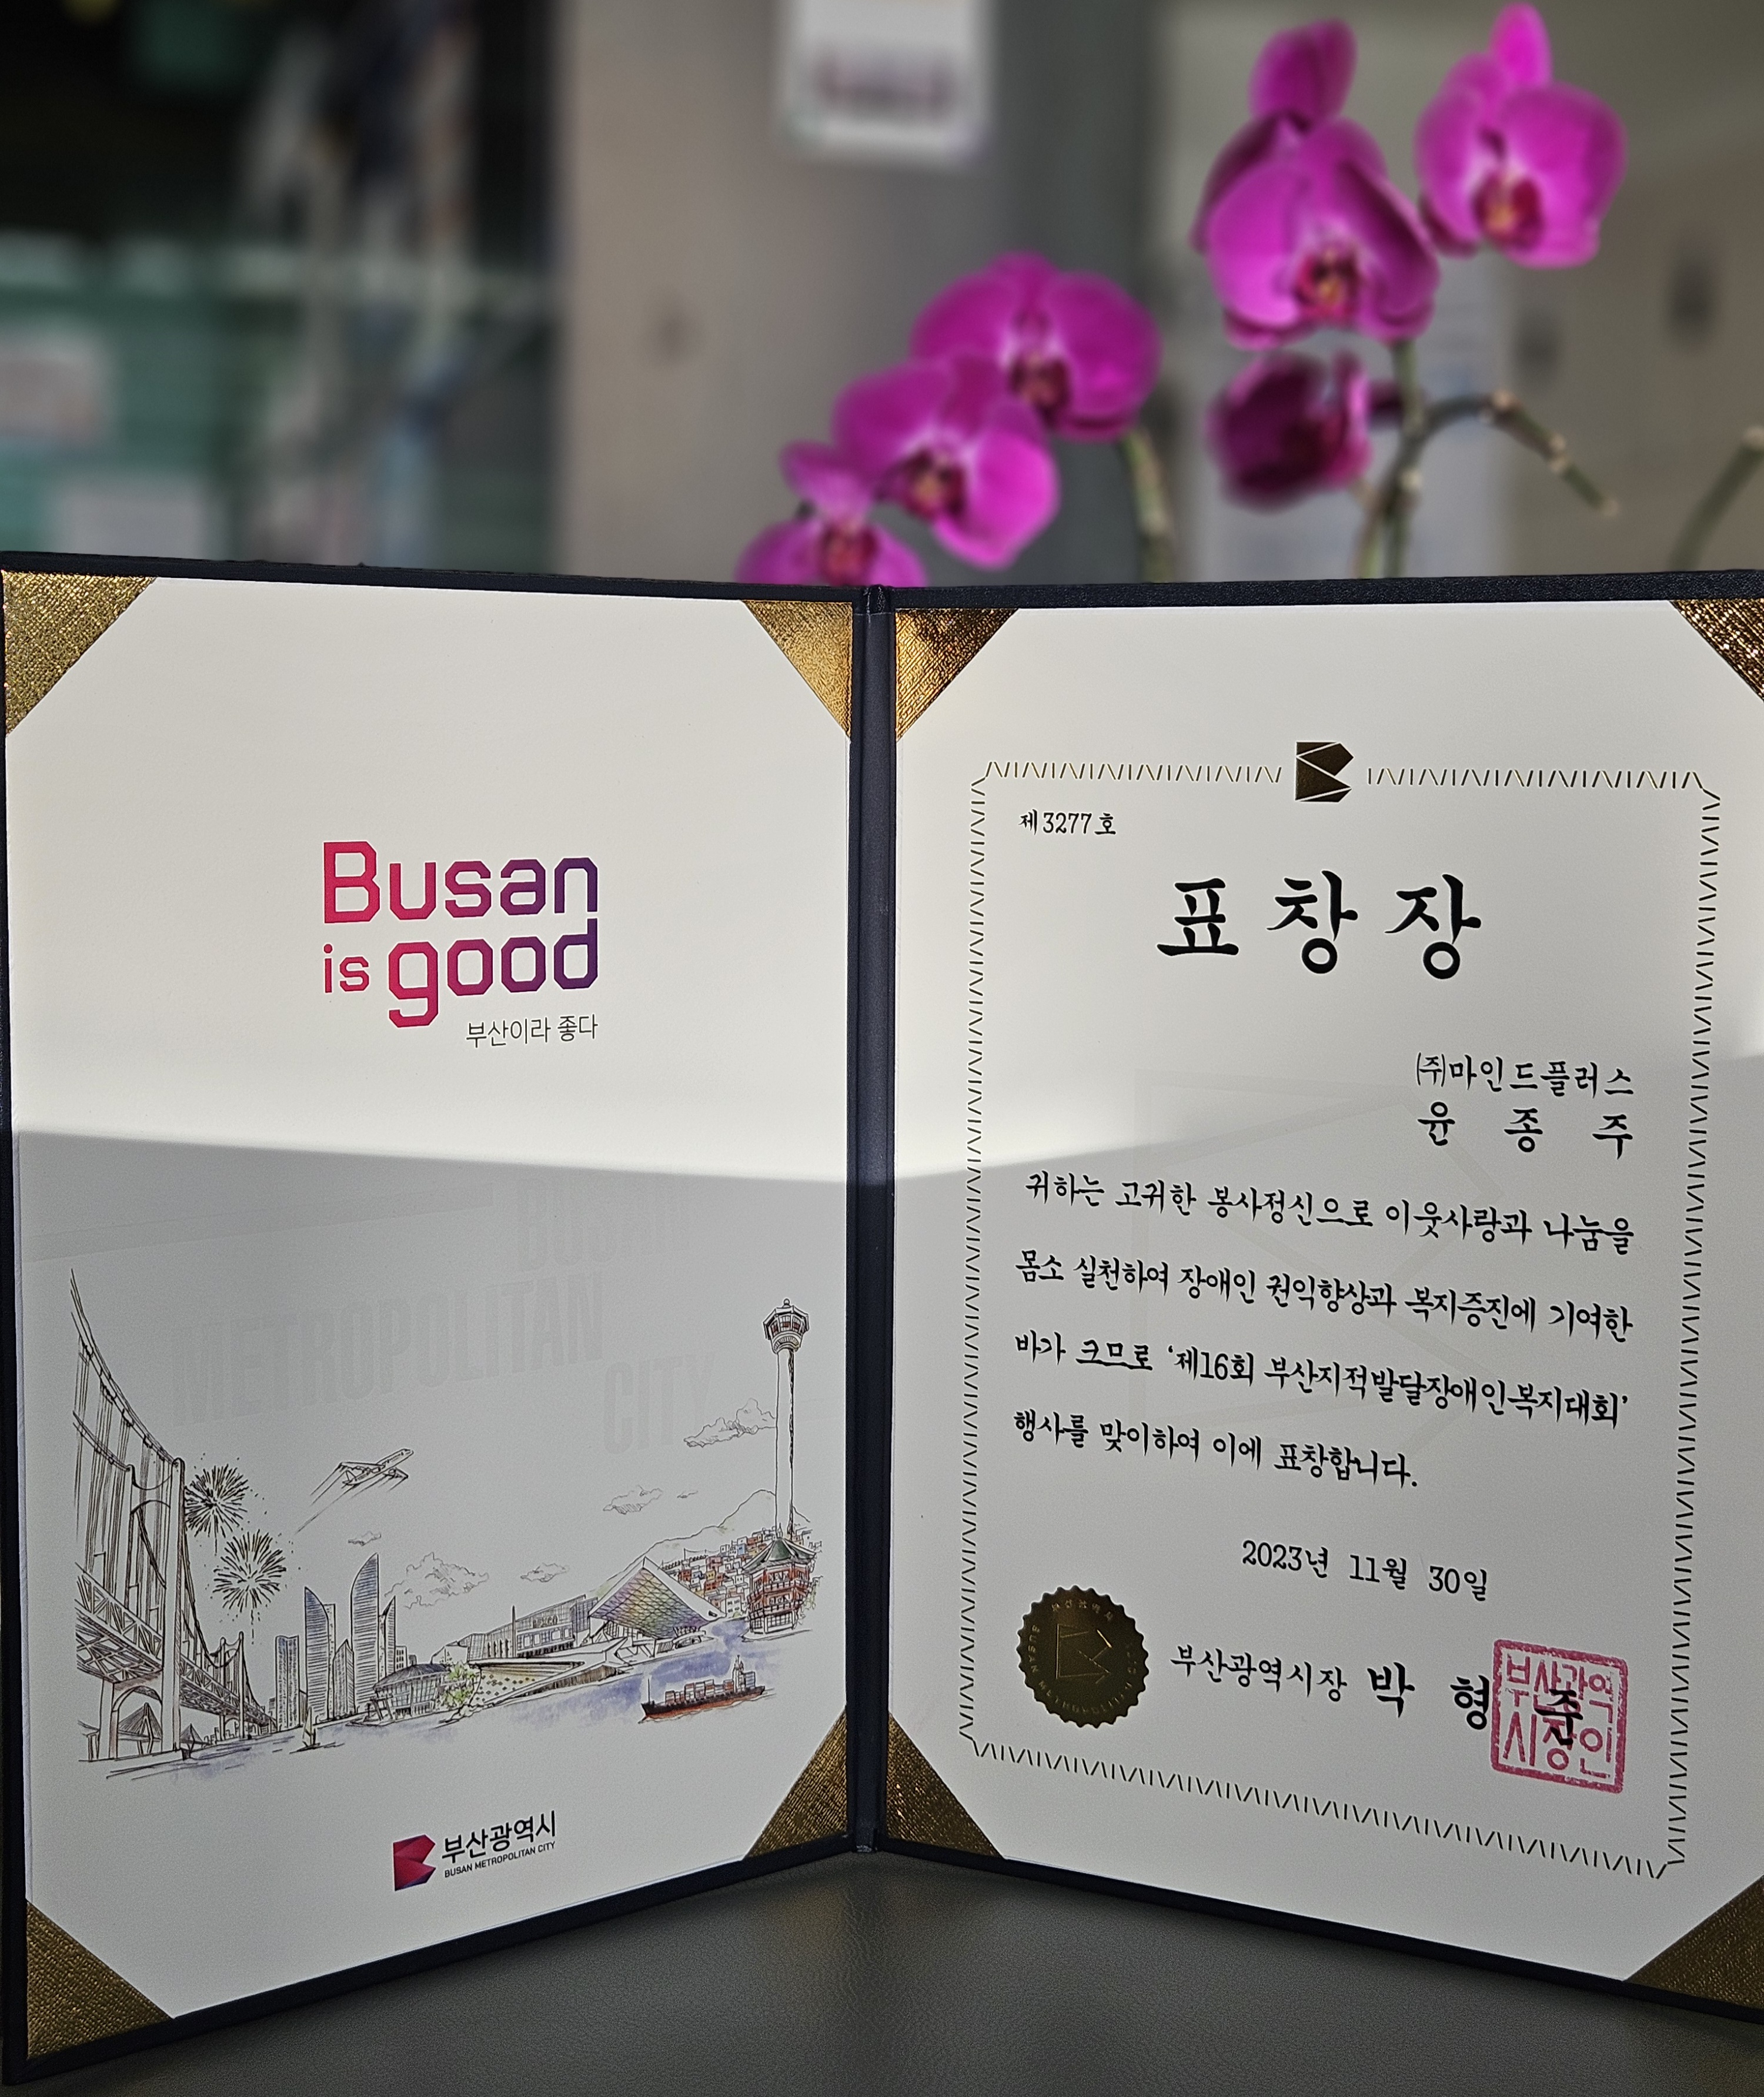 Busan
is good
부산이라 좋다
METROPOLITAN
CITY
부산광역시
BUSAN METROPOLITAN CITY
제3277호
표창장
㈜마인드플러스
윤 종 주
귀하는 고귀한 봉사정신으로 이웃사랑과 나눔을
몸소 실천하여 장애인 권익향상과 복지증진에 기여한
바가 크므로 ‘제16회 부산지적발달장애인복지대회’
행사를 맞이하여 이에 표창합니다.
2023년 11월 30일
부산광역시장 박 형 준
부산광역
시장인